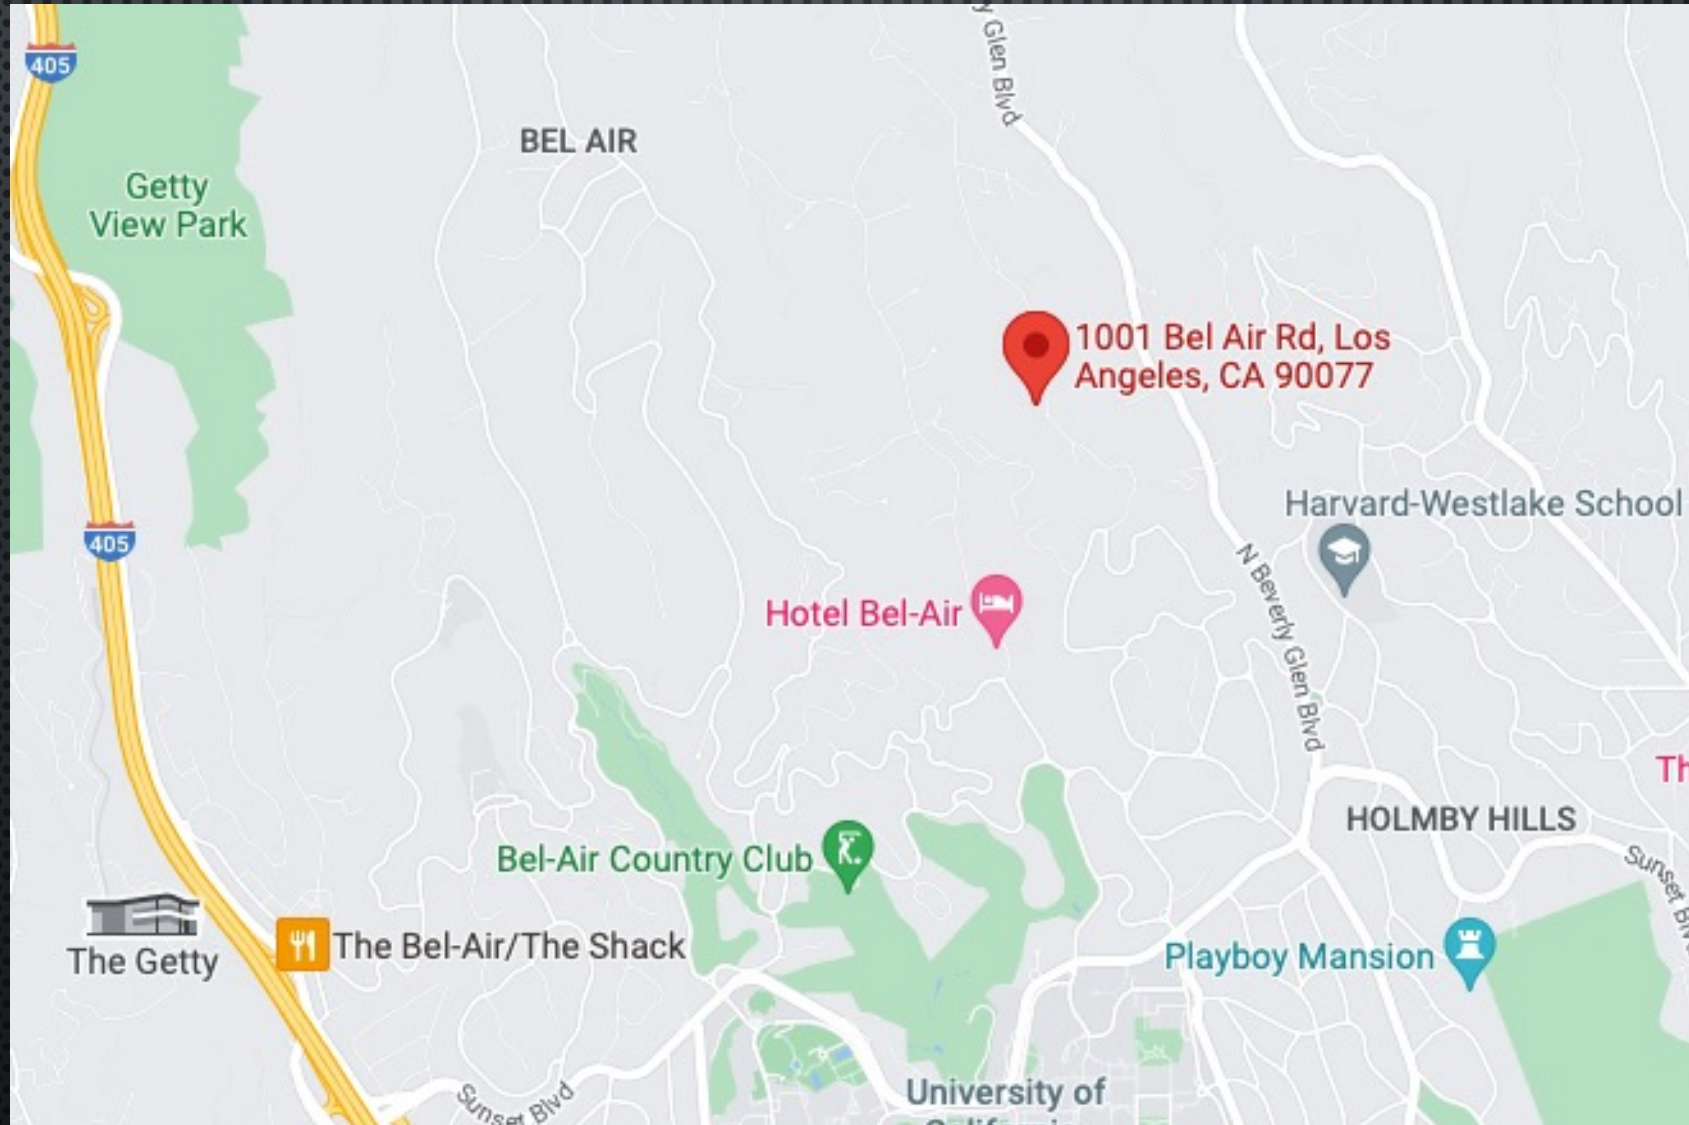 y Glen Blvd
405
BEL AIR
Getty
View Park
1001 Bel Air Rd, Los
Angeles, CA 90077
Harvard-Westlake School
405
N Beverly Glen Blvd
Hotel Bel-Air
Th
HOLMBY HILLS
Bel-Air Country Club
Sunset Blv
The Bel-Air/The Shack
The Getty
Playboy Mansion
University of
Sunset Blvd